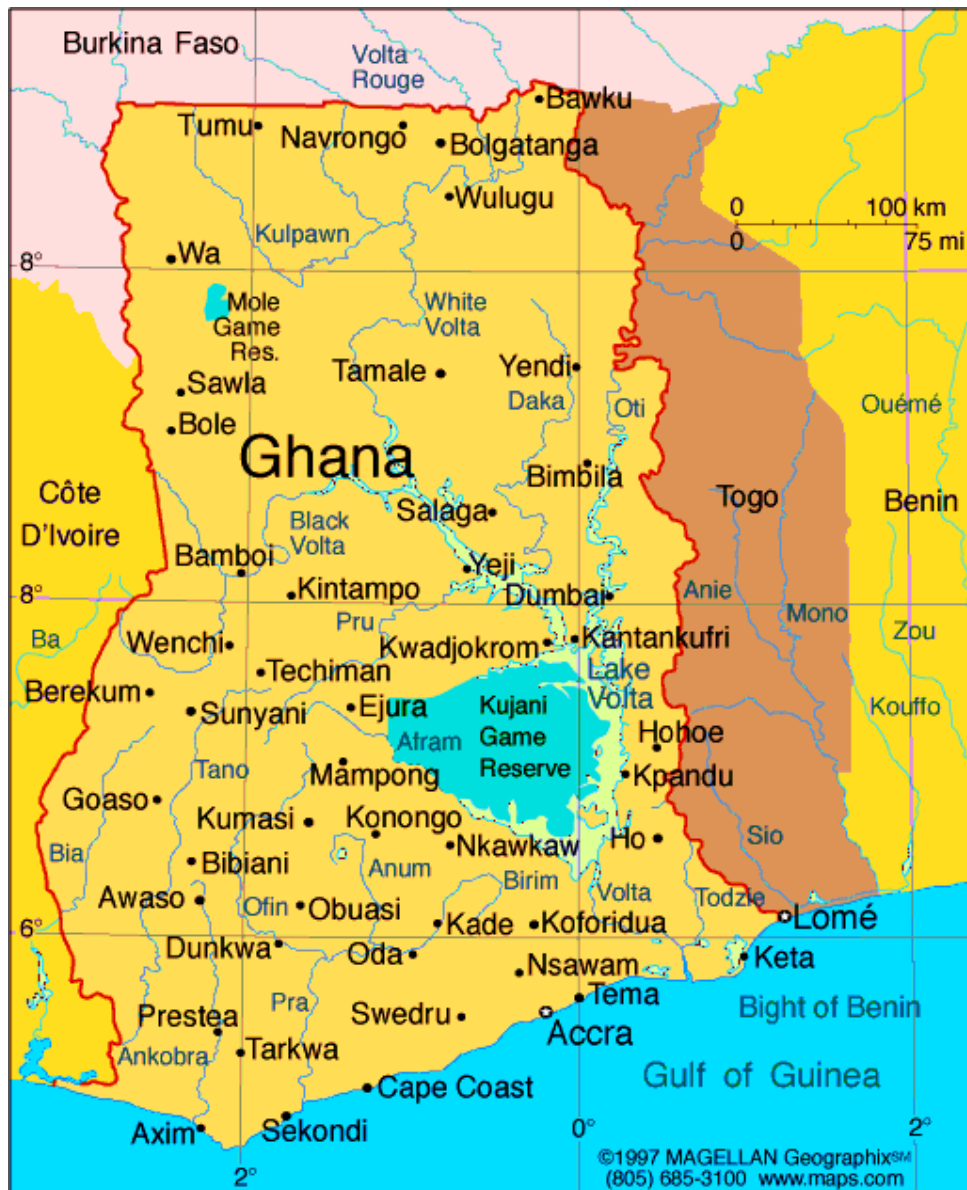 Burkina Faso
Volta
Rouge
Bawku
Tumu
Navrongo
Bolgatanga
Wulugu
0 100 km
0 75 mi
Kulpawn
Wa
8°
Mole
Game
Res.
White
Volta
Tamale
Yendi
Sawla
Daka
Oti
Ouémé
Bole
Ghana
Bimbila
Côte
D'Ivoire
Togo
Benin
Salaga
Black
Volta
Bamboi
Yeji
Kintampo
Dumbai
8°
Anie
Mono
Ba
Pru
Zou
Wenchi
Kwadjokrom
Kantankufri
Techiman
Lake
Volta
Berekum
Sunyani
Ejura
Kujani
Game
Reserve
Kouffo
Afram
Hohoe
Tano
Mampong
Kpandu
Goaso
Kumasi
Konongo
Nkawkaw
Ho
Sio
Bia
Bibiani
Anum
Birim
Volta
Todzie
Awaso
Ofin
Obuasi
Kade
Koforidua
Lomé
6°
Dunkwa
Oda
Nsawam
Keta
Pra
Tema
Prestea
Swedru
Accra
Bight of Benin
Ankobra
Tarkwa
Gulf of Guinea
Cape Coast
Axim
Sekondi
0°
2°
2°
©1997 MAGELLAN Geographix℠
(805) 685-3100 www.maps.com